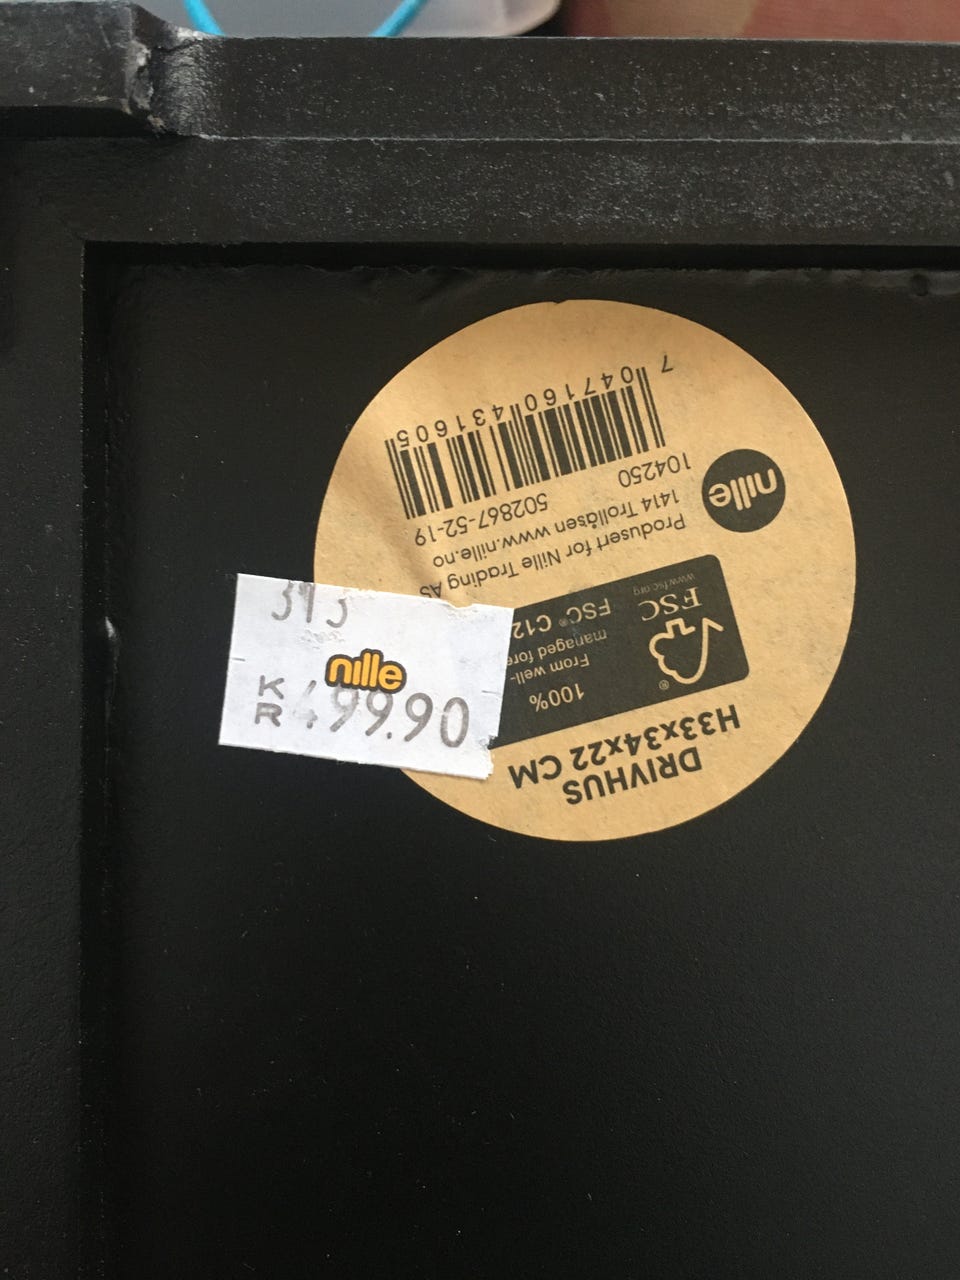 DRIVHUS
H33x34x22 CM
100%
From well-
managed fore
FSC® C12
®
FSC
www.fsc.org
Produsert for Nille Trading AS
1414 Trollåsen www.nille.no
104250 502867-52-19
nille
7 047160 431605
nille
KR 499.90